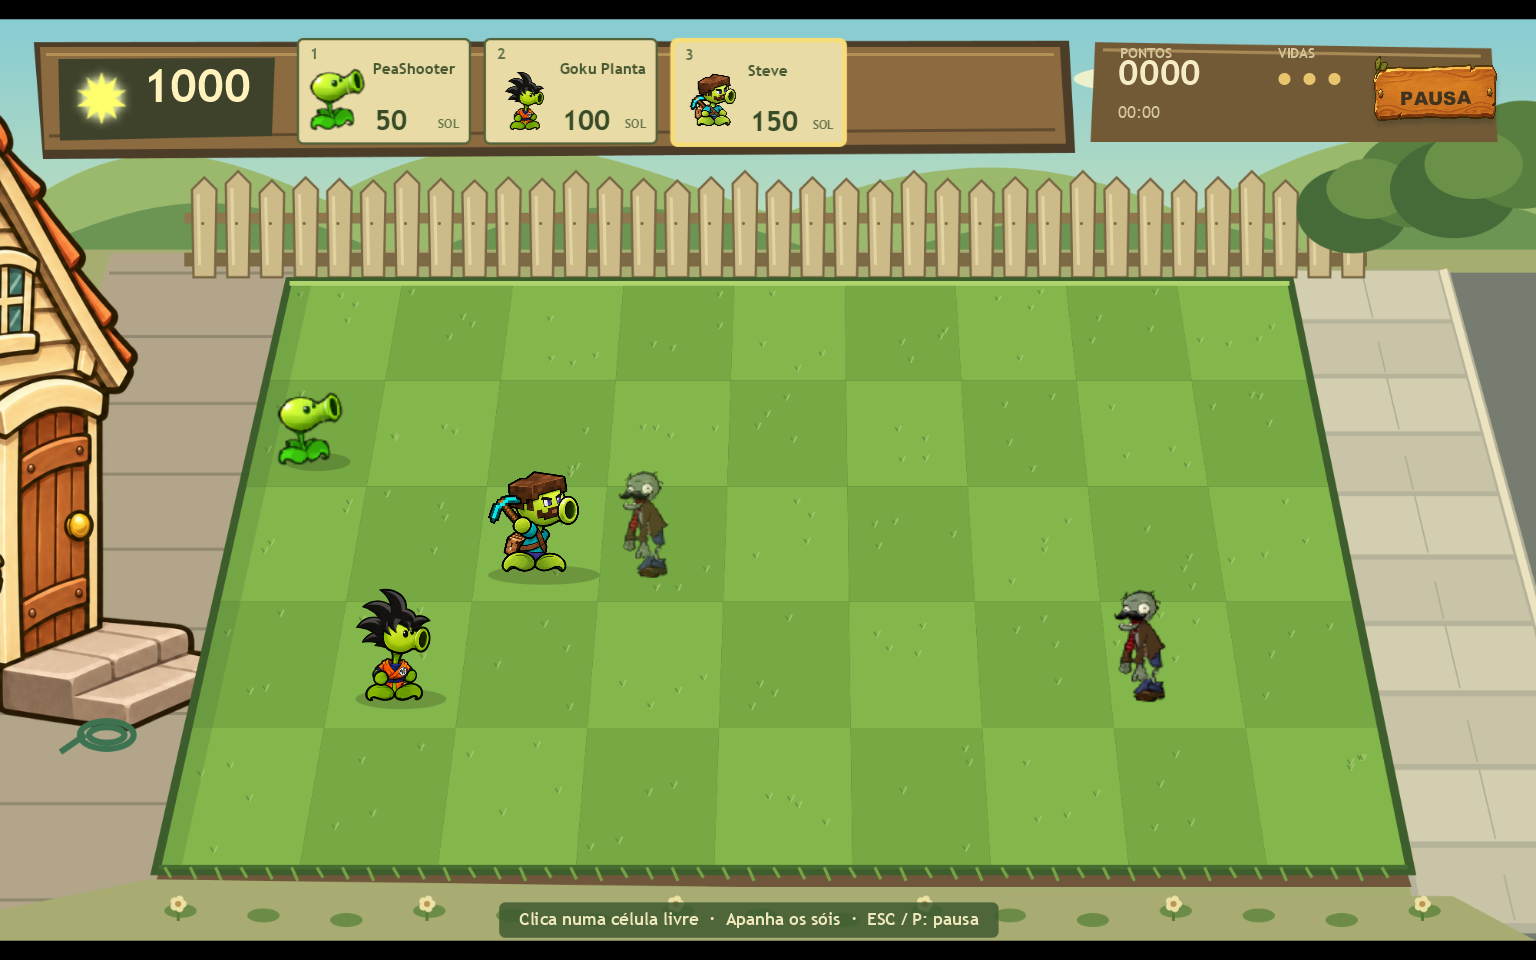 1000
1
PeaShooter
50 SOL
2
Goku Planta
100 SOL
3
Steve
150 SOL
PONTOS
0000
00:00
VIDAS
PAUSA
Clica numa célula livre · Apanha os sóis · ESC / P: pausa